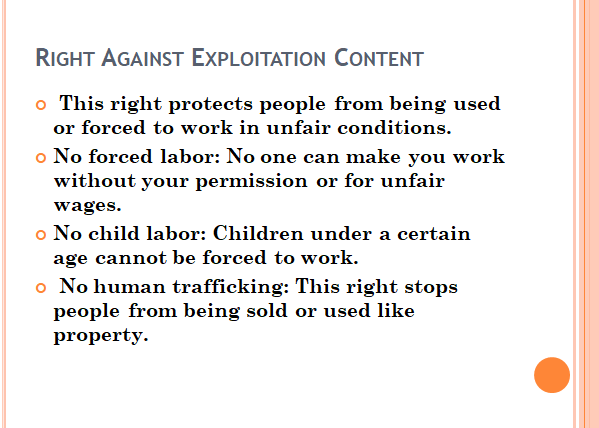 Right Against Exploitation Content
This right protects people from being used
or forced to work in unfair conditions.
No forced labor: No one can make you work
without your permission or for unfair
wages.
No child labor: Children under a certain
age cannot be forced to work.
No human trafficking: This right stops
people from being sold or used like
property.